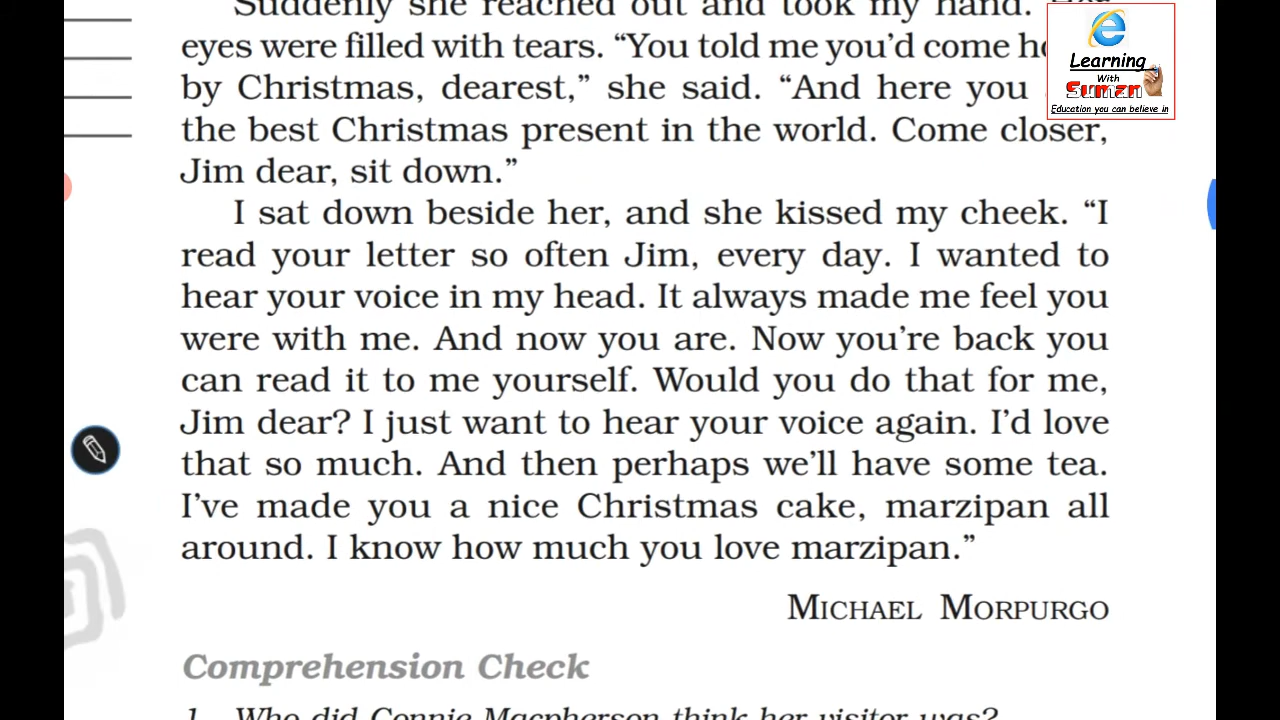 Suddenly she reached out and took my hand.
eyes were filled with tears. “You told me you’d come
by Christmas, dearest,” she said. “And here you
the best Christmas present in the world. Come closer,
Jim dear, sit down.”
I sat down beside her, and she kissed my cheek. “I
read your letter so often Jim, every day. I wanted to
hear your voice in my head. It always made me feel you
were with me. And now you are. Now you’re back you
can read it to me yourself. Would you do that for me,
Jim dear? I just want to hear your voice again. I’d love
that so much. And then perhaps we’ll have some tea.
I’ve made you a nice Christmas cake, marzipan all
around. I know how much you love marzipan.”
MICHAEL MORPURGO
Comprehension Check
1. Who did Connie Macpherson think her visitor was?
Learning
With
Suman
Education you can believe in